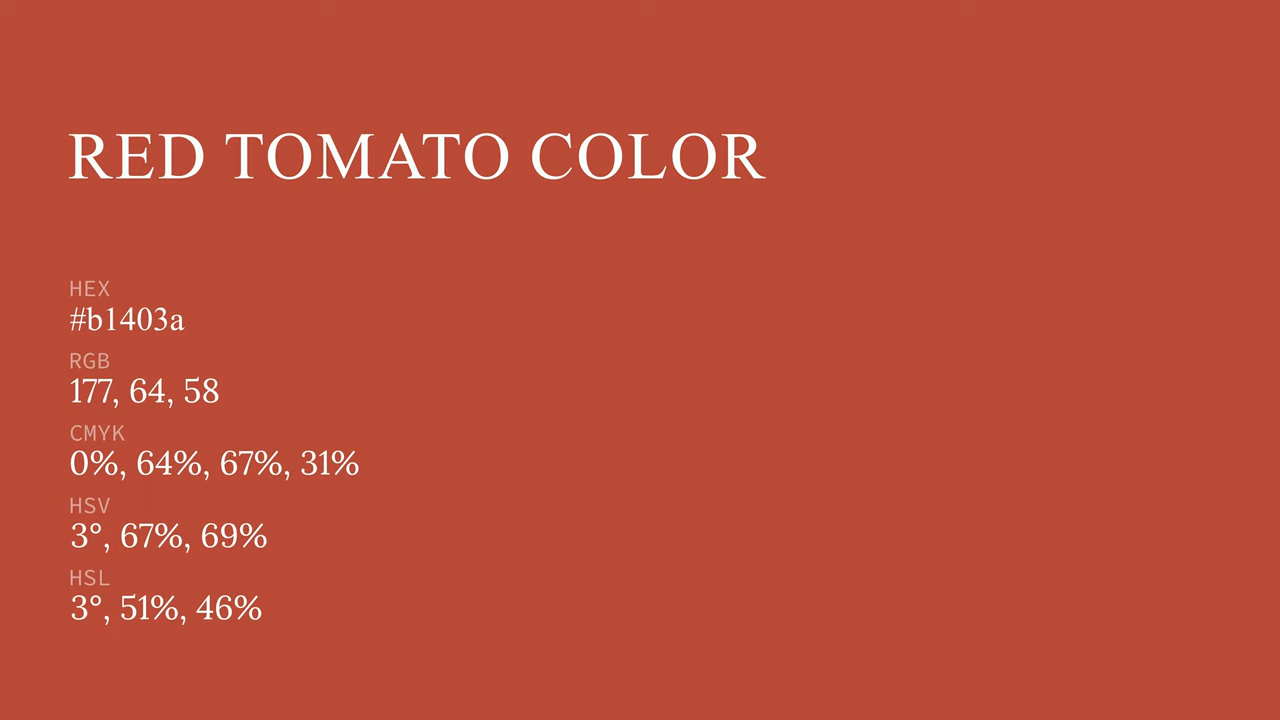 RED TOMATO COLOR
HEX
#b1403a
RGB
177, 64, 58
CMYK
0%, 64%, 67%, 31%
HSV
3°, 67%, 69%
HSL
3°, 51%, 46%